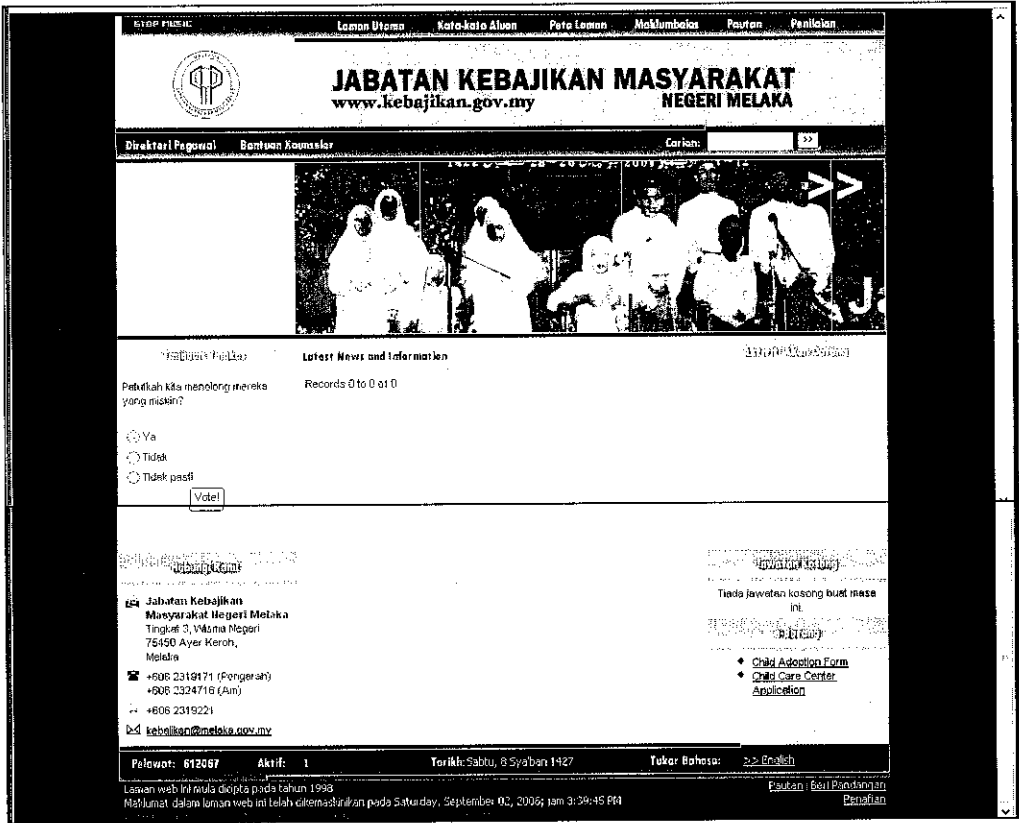 STOP MUSIC
Laman Utama Kata-kata Aluan Peta Laman Maklumbalas Pautan Penilaian
JABATAN KEBAJIKAN MASYARAKAT
www.kebajikan.gov.my NEGERI MELAKA
Direktori Pegawai Bantuan Kaunselor Carian: >>
>>
Latest News and Information
Patutkah kita menolong mereka
yang miskin?
Records 0 to 0 of 0
Ya
Tidak
Tidak pasti
Vote!
Hubungi Kami
Jabatan Kebajikan
Masyarakat Negeri Melaka
Tingkat 3, Wisma Negeri
75450 Ayer Keroh,
Melaka
+606 2319171 (Pengarah)
+606 2324716 (Am)
+606 2319221
kebajikan@melaka.gov.my
Jawatan Kosong
Tiada jawatan kosong buat masa
ini.
Borang
Child Adoption Form
Child Care Center
Application
Pelawat: 612067 Aktif: 1 Tarikh: Sabtu, 8 Sya'ban 1427 Tukar Bahasa: >> English
Laman web ini mula dicipta pada tahun 1998
Maklumat dalam laman web ini telah dikemaskinikan pada Saturday, September 02, 2006; jam 3:39:45 PM
Pautan | Beri Pandangan
Penafian